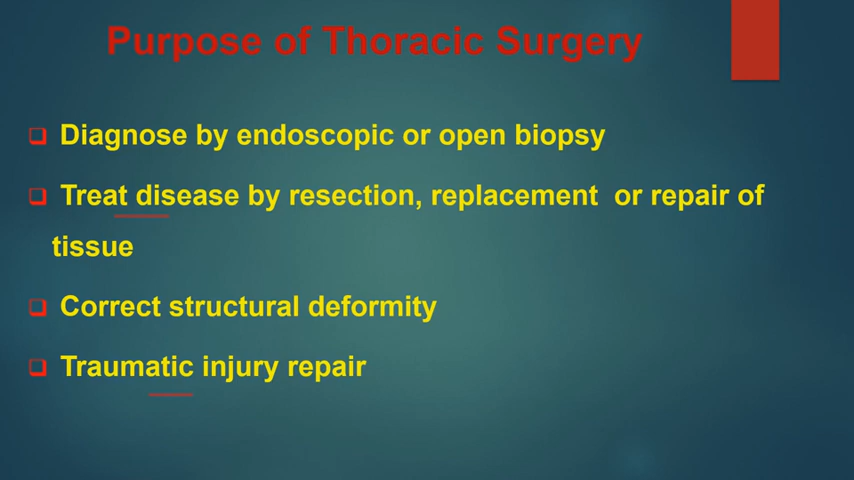 Purpose of Thoracic Surgery
Diagnose by endoscopic or open biopsy
Treat disease by resection, replacement or repair of
tissue
Correct structural deformity
Traumatic injury repair